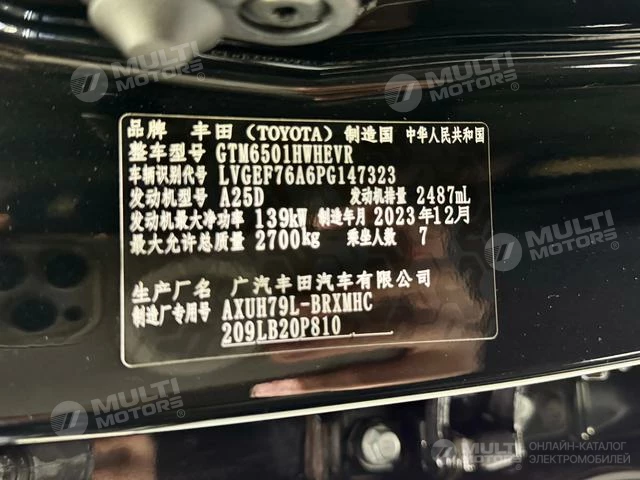 MULTI MOTORS
MULTI MOTORS
品牌 丰田（TOYOTA）制造国 中华人民共和国
整车型号 GTM6501HWHEVR
车辆识别代号 LVGEF76A6PG147323
发动机型号 A25D 发动机排量 2487mL
发动机最大净功率 139kW 制造年月 2023年12月
最大允许总质量 2700kg 乘坐人数 7
生产厂名 广汽丰田汽车有限公司
制造厂专用号 AXUH79L-BRXMHC
209LB20P810
MULTI MOTORS
MULTI MOTORS
MULTI MOTORS
MULTI MOTORS
ОНЛАЙН-КАТАЛОГ
ЭЛЕКТРОМОБИЛЕЙ